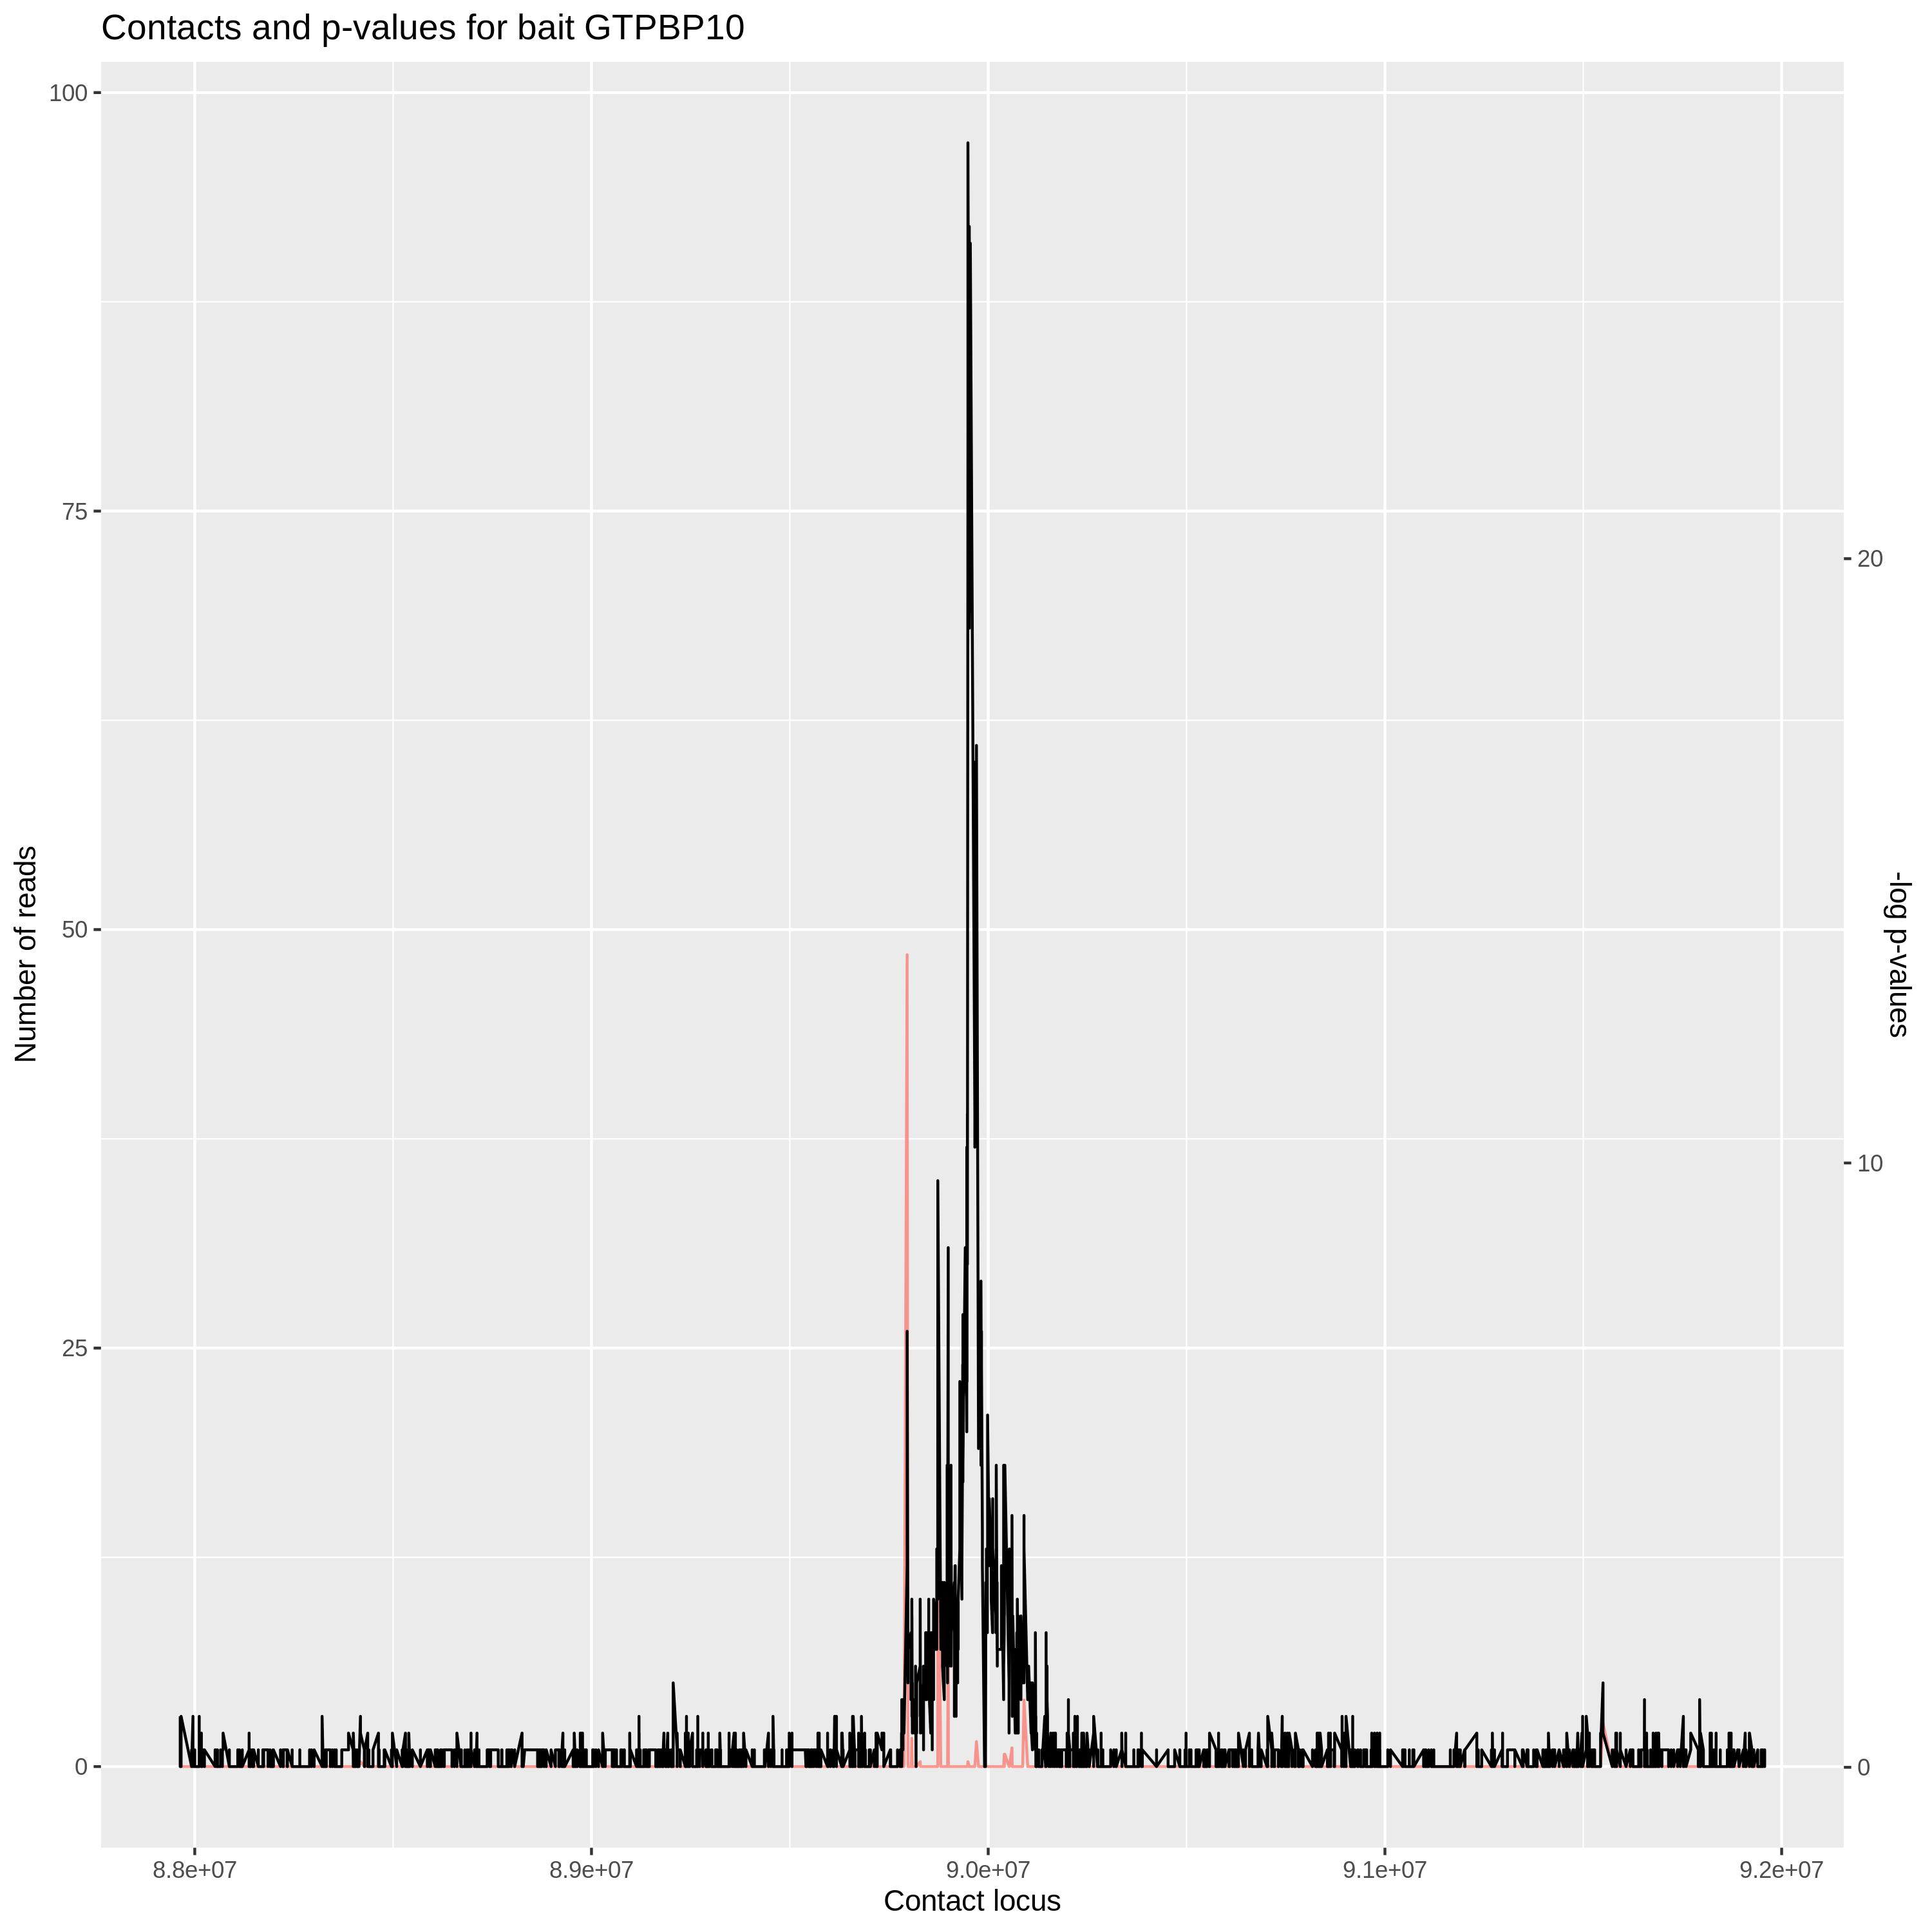 Contacts and p-values for bait GTPBP10
100
75
50
25
0
Number of reads
20
10
0
-log p-values
8.8e+07
8.9e+07
9.0e+07
9.1e+07
9.2e+07
Contact locus